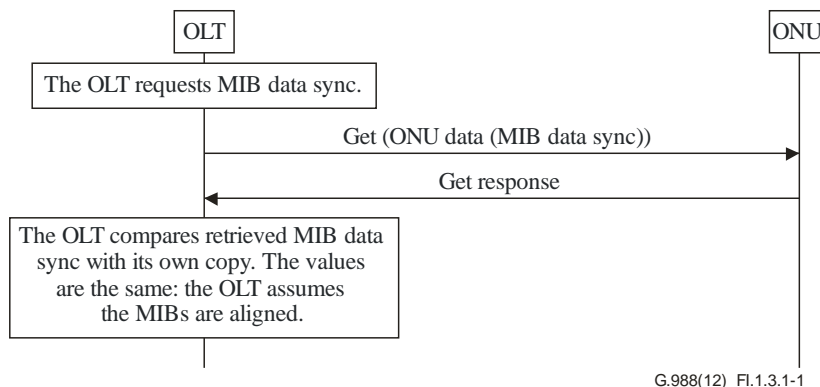 OLT
ONU
The OLT requests MIB data sync.
Get (ONU data (MIB data sync))
Get response
The OLT compares retrieved MIB data
sync with its own copy. The values
are the same: the OLT assumes
the MIBs are aligned.
G.988(12)_FI.1.3.1-1